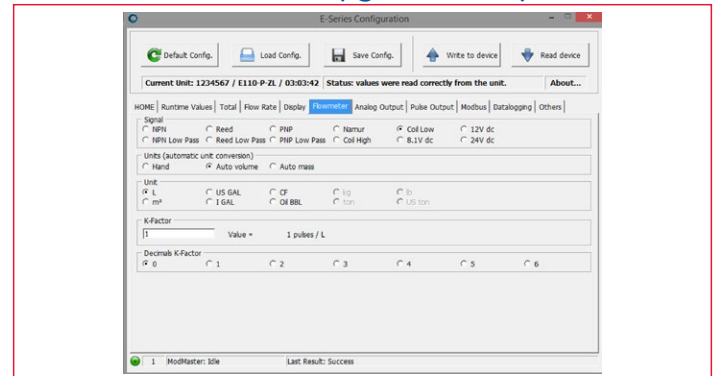 E-Series Configuration
Default Config. Load Config. Save Config. Write to device Read device
Current Unit: 1234567 / E110-P-ZL / 03:03:42 Status: values were read correctly from the unit. About...
HOME Runtime Values Total Flow Rate Display Flowmeter Analog Output Pulse Output Modbus Datalogging Others
Signal
NPN Reed PNP Namur Coil Low 12V dc
NPN Low Pass Reed Low Pass PNP Low Pass Coil High 8.1V dc 24V dc
Units (automatic unit conversion)
Hand Auto volume Auto mass
Unit
L US GAL CF kg lb
m³ I GAL Oil BBL ton US ton
K-Factor
1 Value = 1 pulses / L
Decimals K-Factor
0 1 2 3 4 5 6
1 ModMaster: Idle Last Result: Success